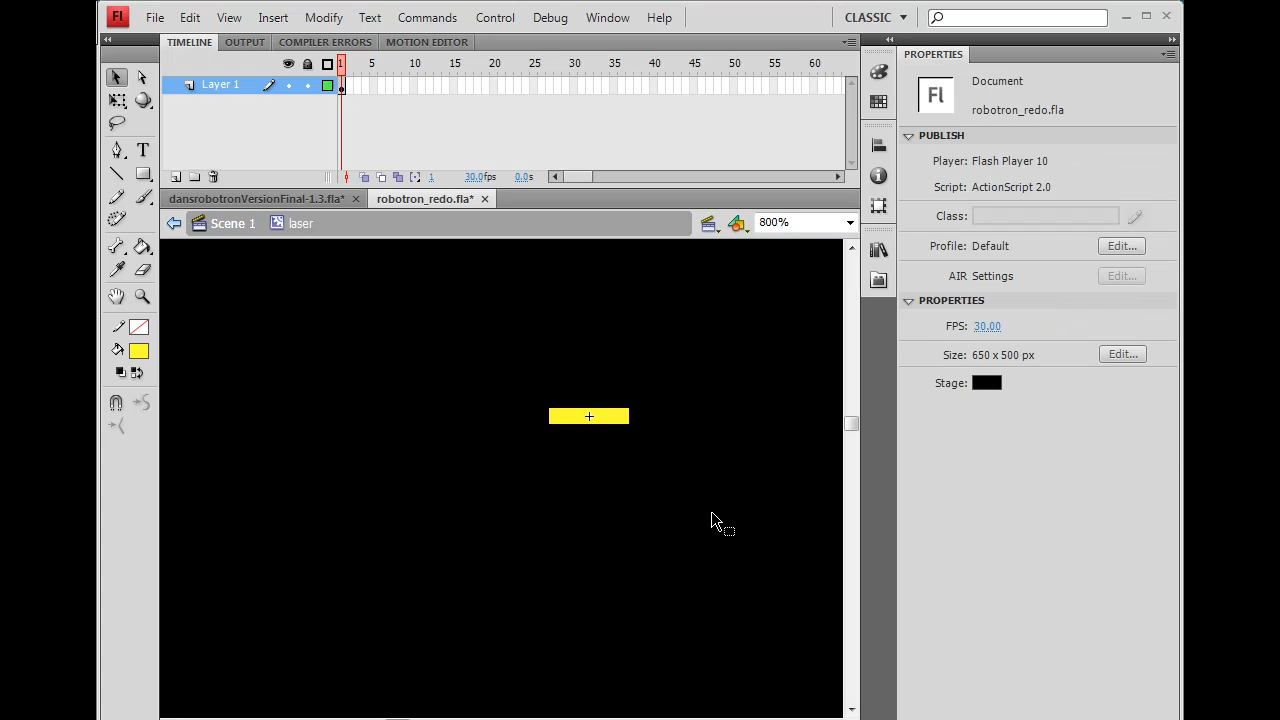 Fl File Edit View Insert Modify Text Commands Control Debug Window Help CLASSIC
TIMELINE OUTPUT COMPILER ERRORS MOTION EDITOR
1 5 10 15 20 25 30 35 40 45 50 55 60
Layer 1
1 30.0fps 0.0s
dansrobotronVersionFinal-1.3.fla* robotron_redo.fla*
Scene 1 laser 800%
T
PROPERTIES
Fl
Document
robotron_redo.fla
PUBLISH
Player: Flash Player 10
Script: ActionScript 2.0
Class:
Profile: Default Edit...
AIR Settings Edit...
PROPERTIES
FPS: 30.00
Size: 650 x 500 px Edit...
Stage: